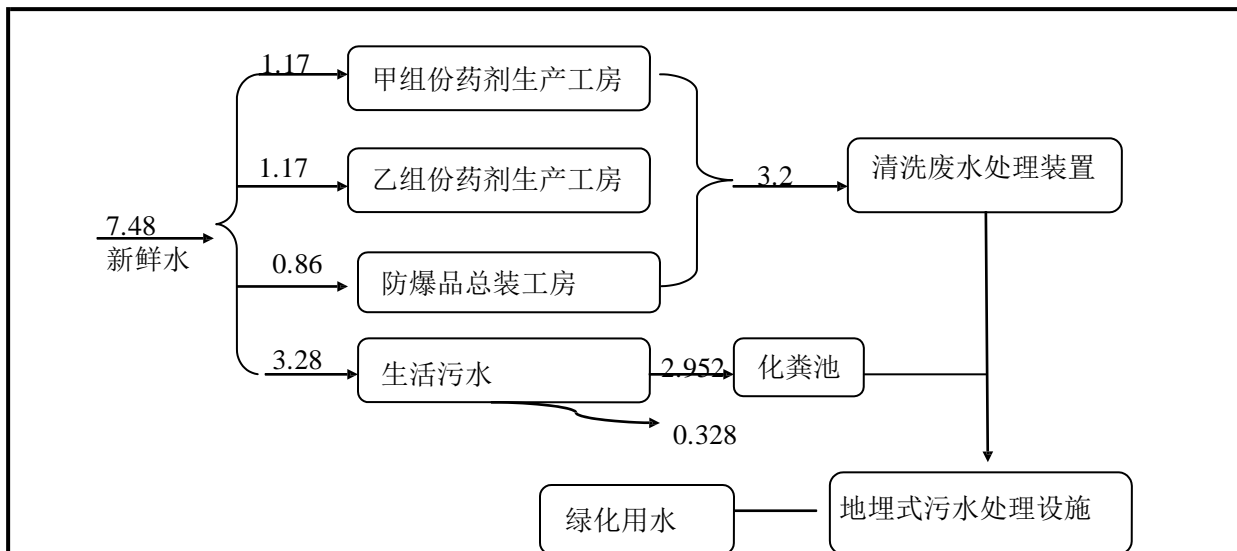 1.17
甲组份药剂生产工房
1.17
乙组份药剂生产工房
3.2
清洗废水处理装置
7.48
新鲜水
0.86
防爆品总装工房
3.28
生活污水
2.952
化粪池
0.328
绿化用水
地埋式污水处理设施